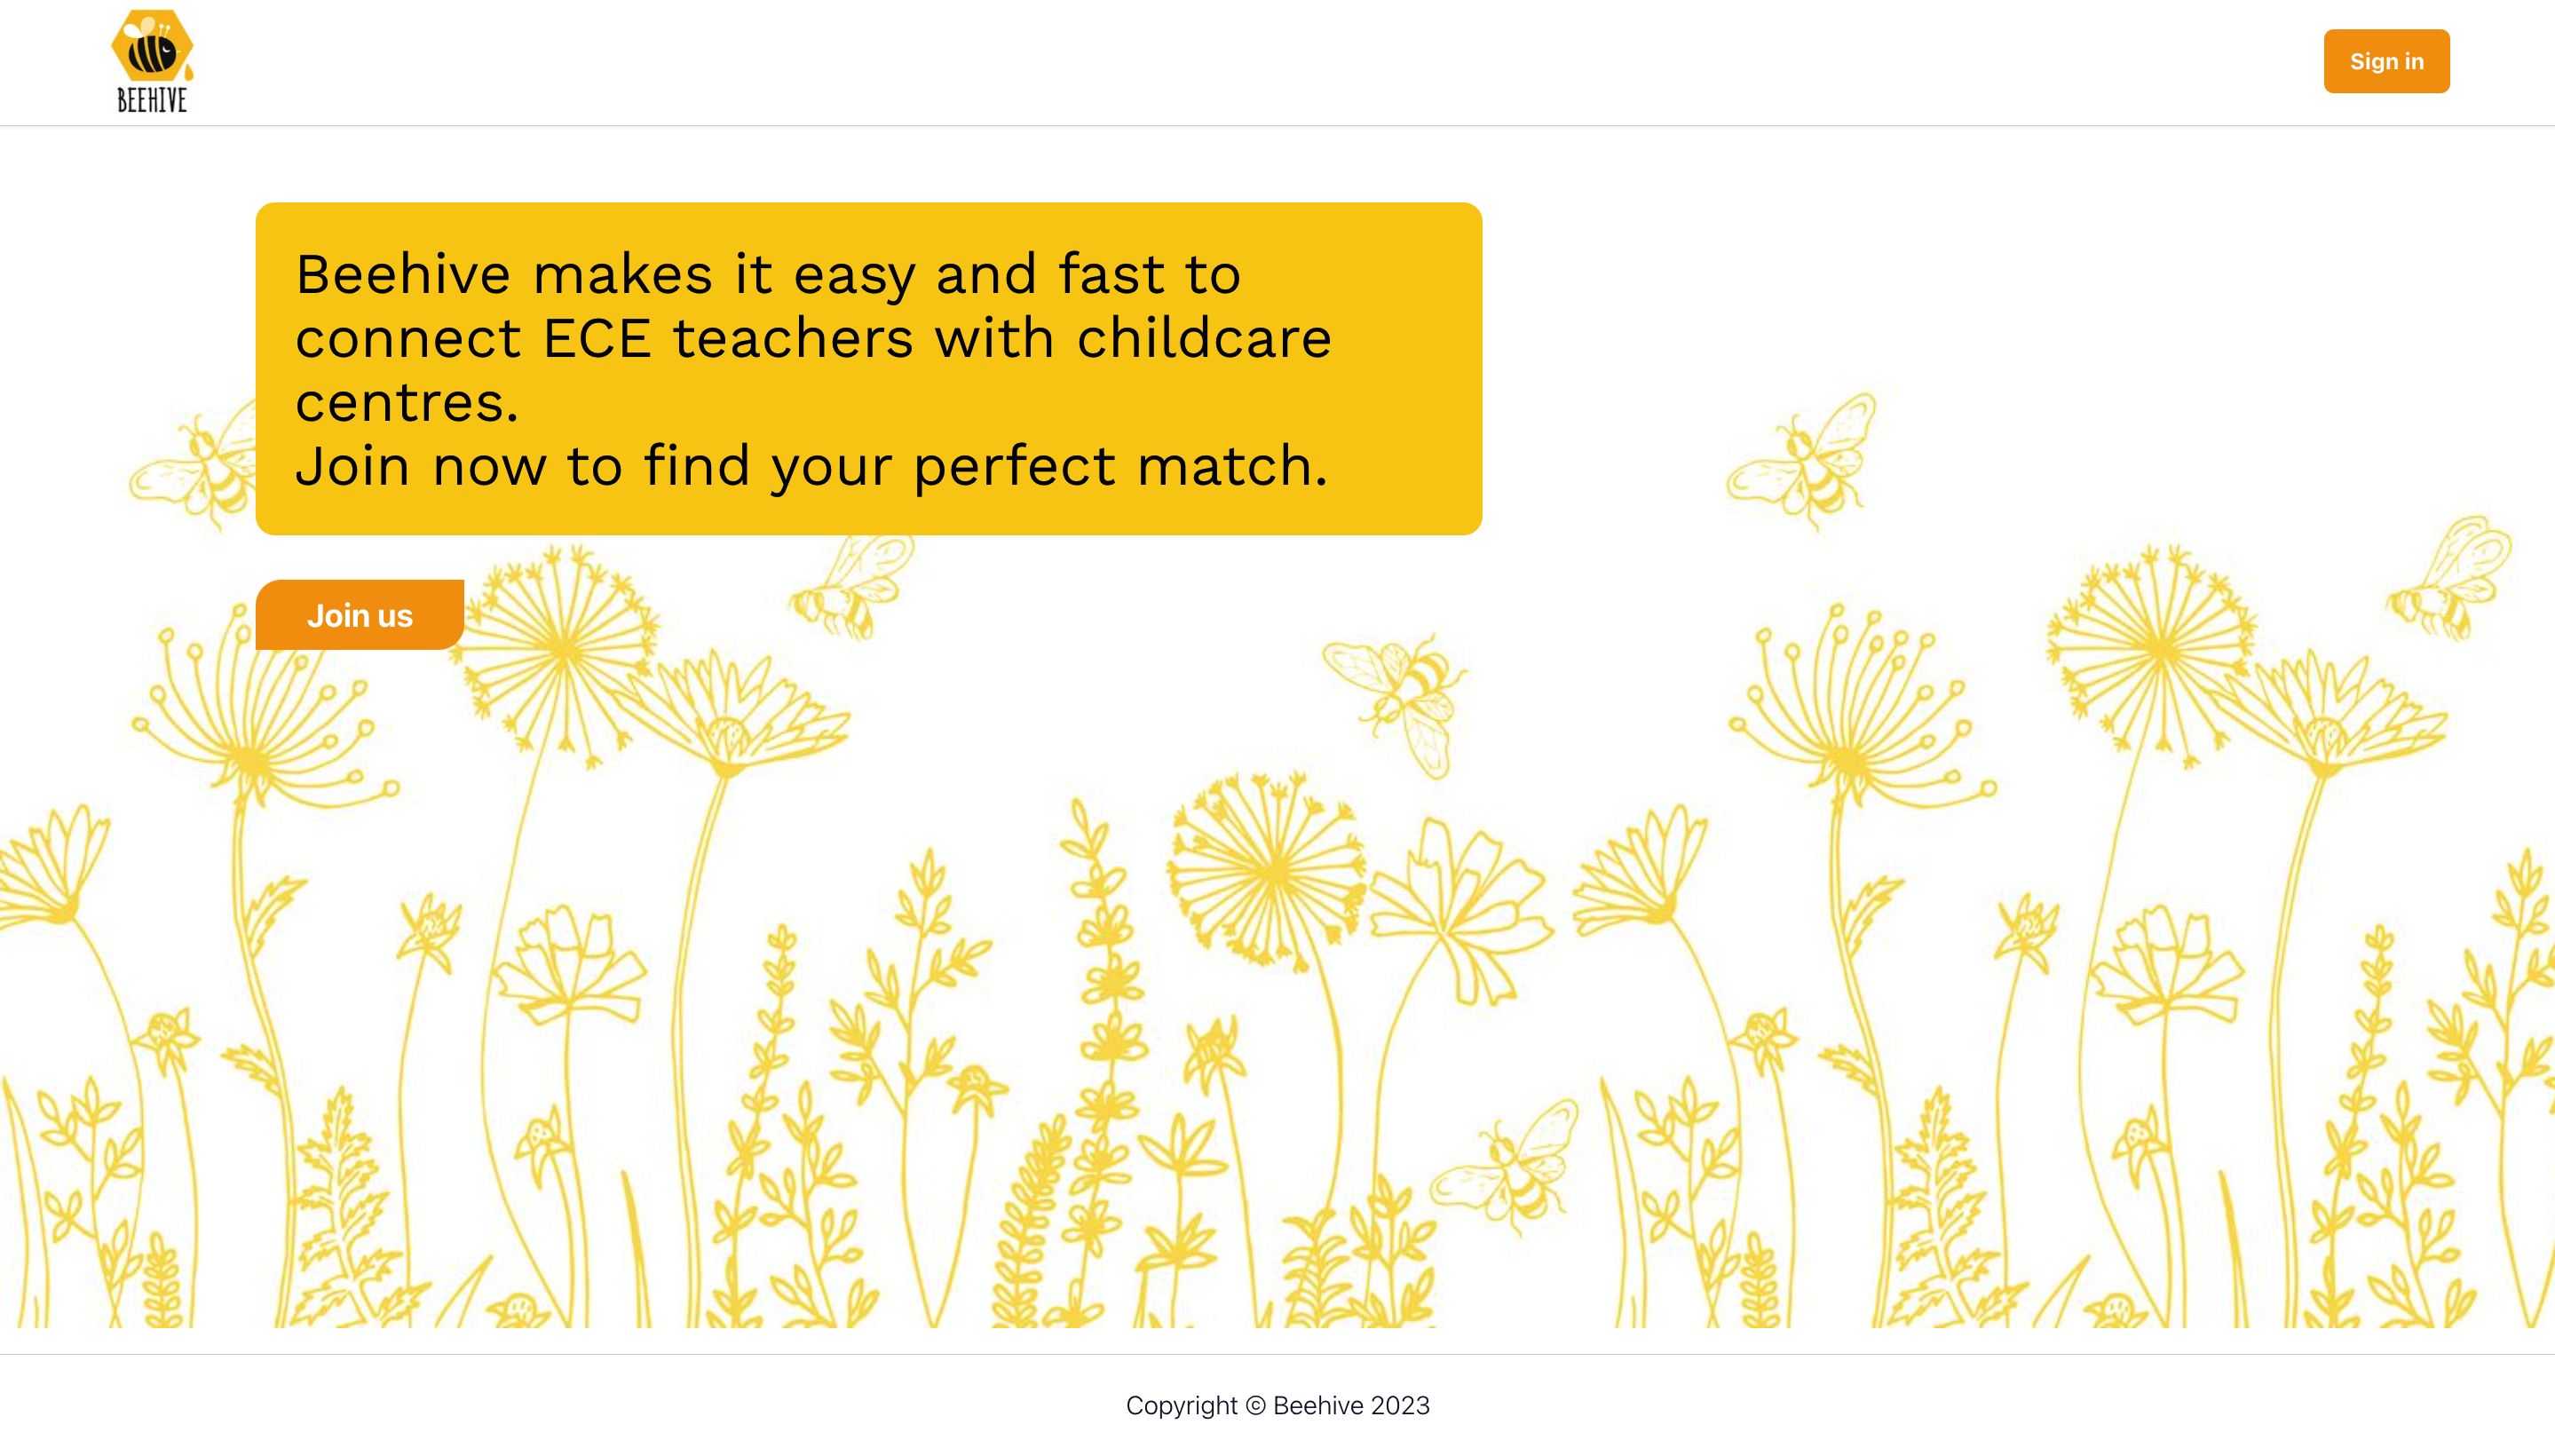 BEEHIVE
Sign in
Beehive makes it easy and fast to
connect ECE teachers with childcare
centres.
Join now to find your perfect match.
Join us
Copyright © Beehive 2023